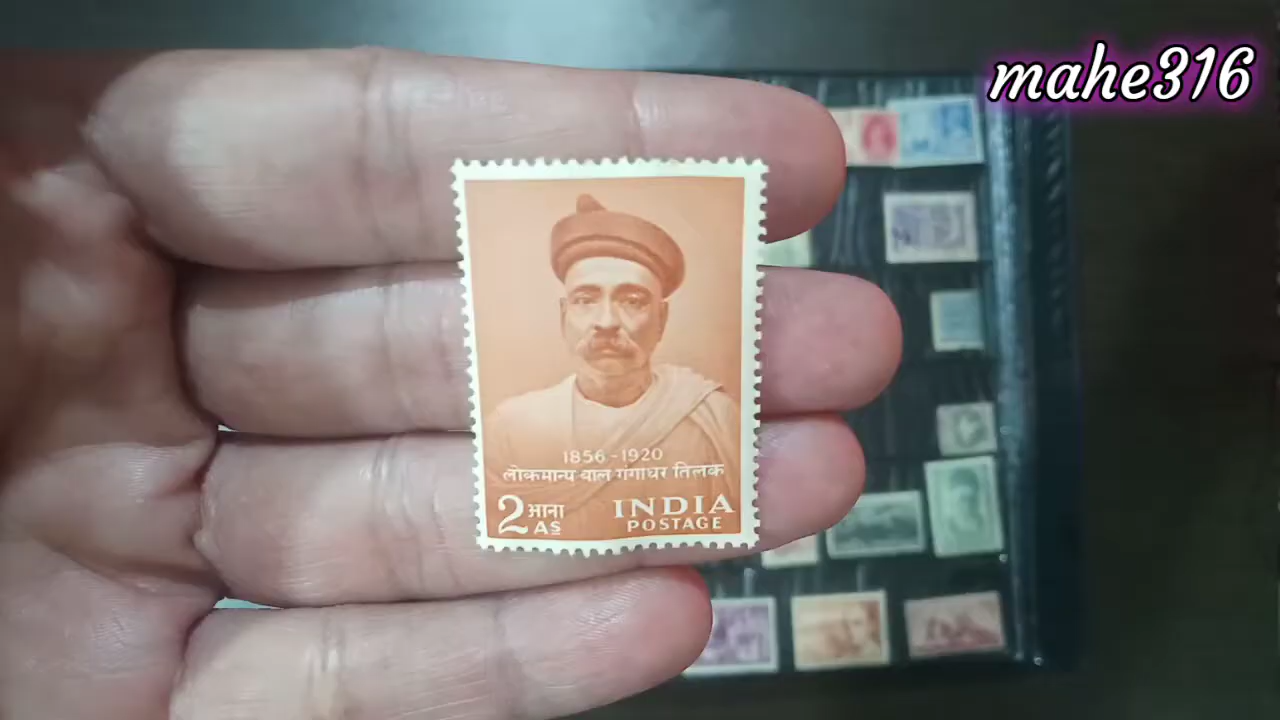 mahe316
1856-1920
लोकमान्य बाल गंगाधर तिलक
2 आना
AS
INDIA
POSTAGE